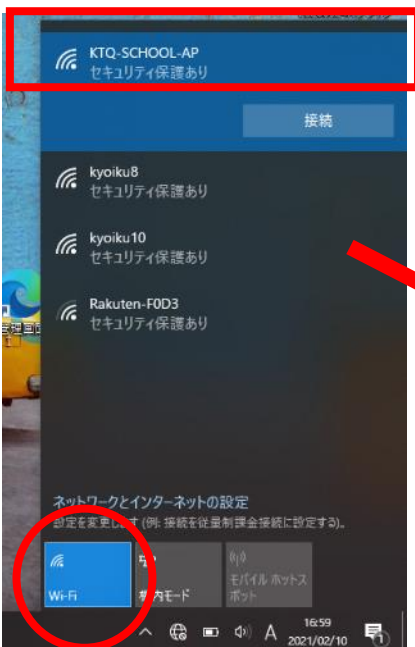 KTQ-SCHOOL-AP
セキュリティ保護あり
接続
kyoiku8
セキュリティ保護あり
kyoiku10
セキュリティ保護あり
Rakuten-F0D3
セキュリティ保護あり
ネットワークとインターネットの設定
設定を変更します (例: 接続を従量制課金接続に設定する)。
Wi-Fi
機内モード
モバイル ホットス
ポット
A
16:59
2021/02/10
1